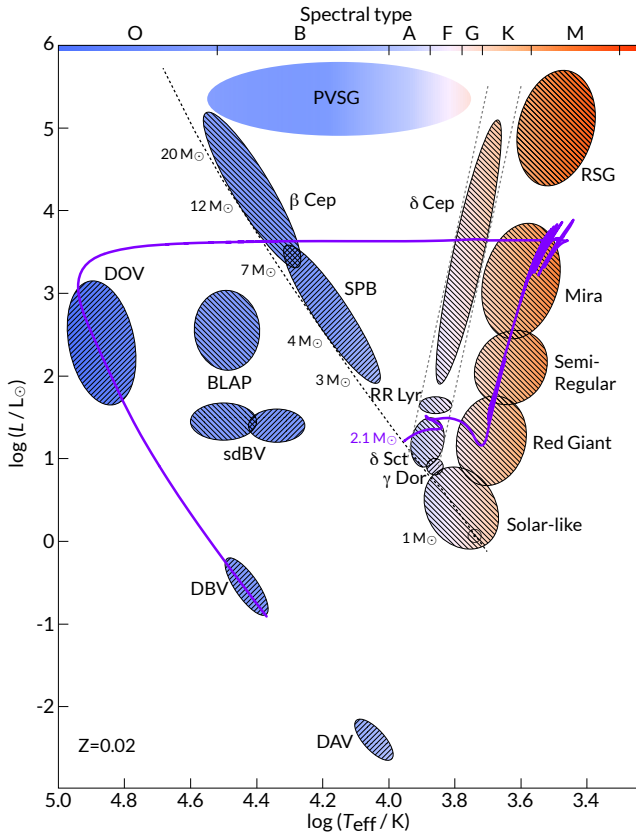 Spectral type
O B A F G K M
6
PVSG
5
20 M☉
RSG
β Cep
δ Cep
12 M☉
4
7 M☉
DOV
SPB
3
Mira
4 M☉
Semi-
Regular
BLAP
3 M☉
2
RR Lyr
2.1 M☉
Red Giant
sdBV
δ Sct
1
γ Dor
Solar-like
1 M☉
0
DBV
-1
-2
Z=0.02
DAV
-3
5.0 4.8 4.6 4.4 4.2 4.0 3.8 3.6 3.4
log (T_eff / K)
log (L / L☉)